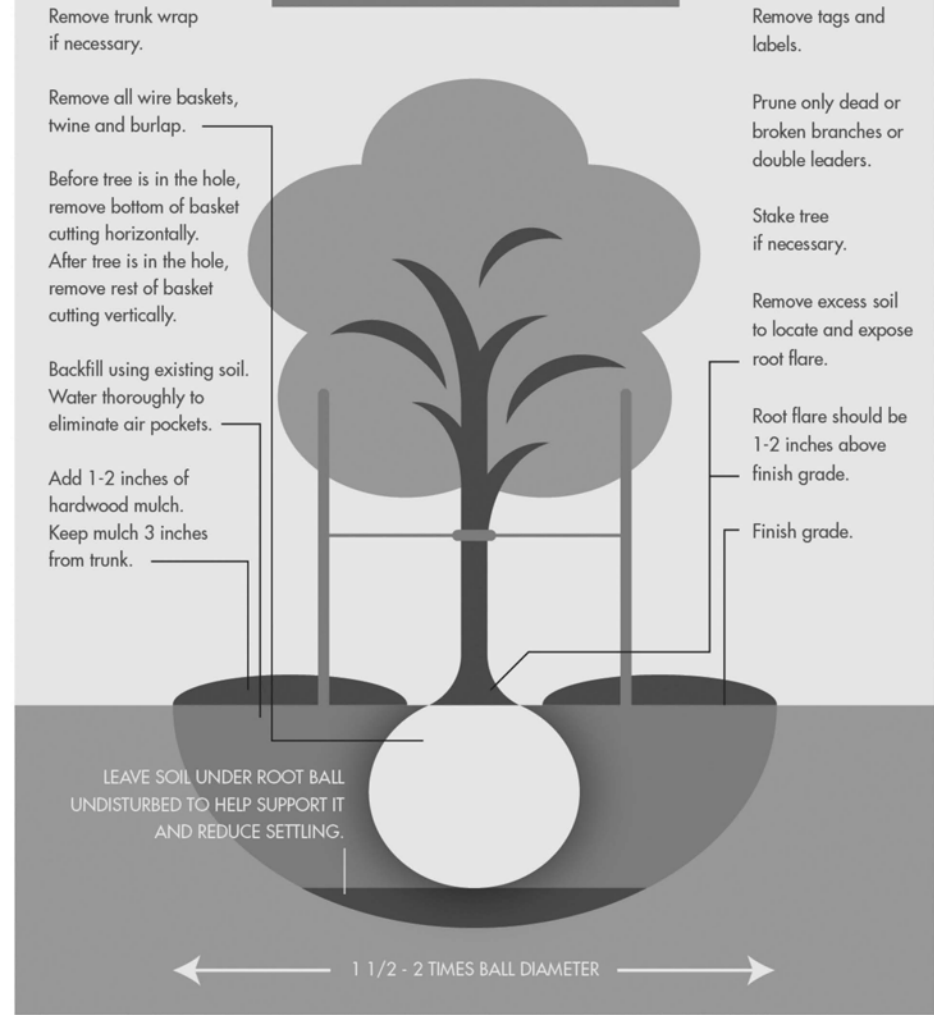 Remove trunk wrap
if necessary.
Remove all wire baskets,
twine and burlap.
Before tree is in the hole,
remove bottom of basket
cutting horizontally.
After tree is in the hole,
remove rest of basket
cutting vertically.
Backfill using existing soil.
Water thoroughly to
eliminate air pockets.
Add 1-2 inches of
hardwood mulch.
Keep mulch 3 inches
from trunk.
Remove tags and
labels.
Prune only dead or
broken branches or
double leaders.
Stake tree
if necessary.
Remove excess soil
to locate and expose
root flare.
Root flare should be
1-2 inches above
finish grade.
Finish grade.
LEAVE SOIL UNDER ROOT BALL
UNDISTURBED TO HELP SUPPORT IT
AND REDUCE SETTLING.
1 1/2 - 2 TIMES BALL DIAMETER